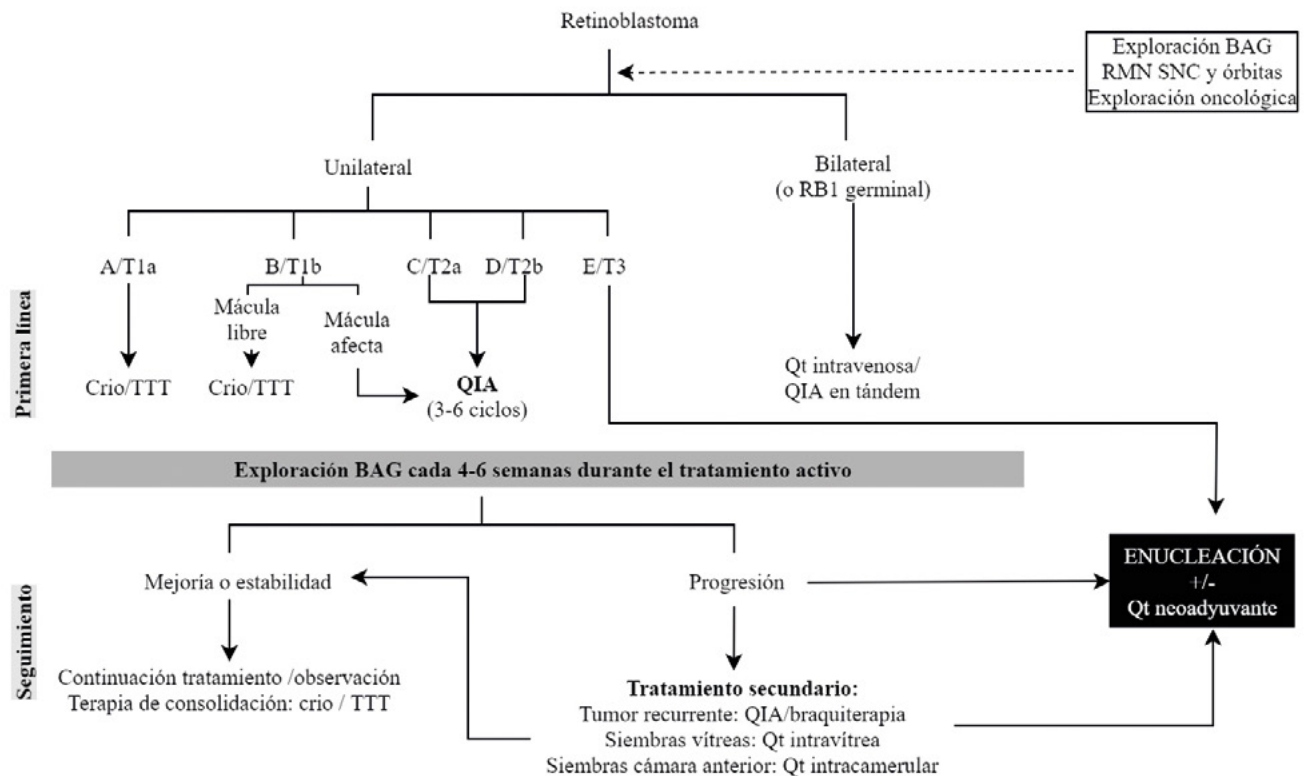 Retinoblastoma
Exploración BAG
RMN SNC y órbitas
Exploración oncológica
Unilateral
Bilateral
(o RB1 germinal)
A/T1a
B/T1b
C/T2a
D/T2b
E/T3
Mácula
libre
Mácula
afecta
Primera línea
Crio/TTT
Crio/TTT
QIA
(3-6 ciclos)
Qt intravenosa/
QIA en tándem
Exploración BAG cada 4-6 semanas durante el tratamiento activo
Seguimiento
Mejoría o estabilidad
Progresión
ENUCLEACIÓN
+/-
Qt neoadyuvante
Continuación tratamiento /observación
Terapia de consolidación: crio / TTT
Tratamiento secundario:
Tumor recurrente: QIA/braquiterapia
Siembras vítreas: Qt intravítrea
Siembras cámara anterior: Qt intracamerular